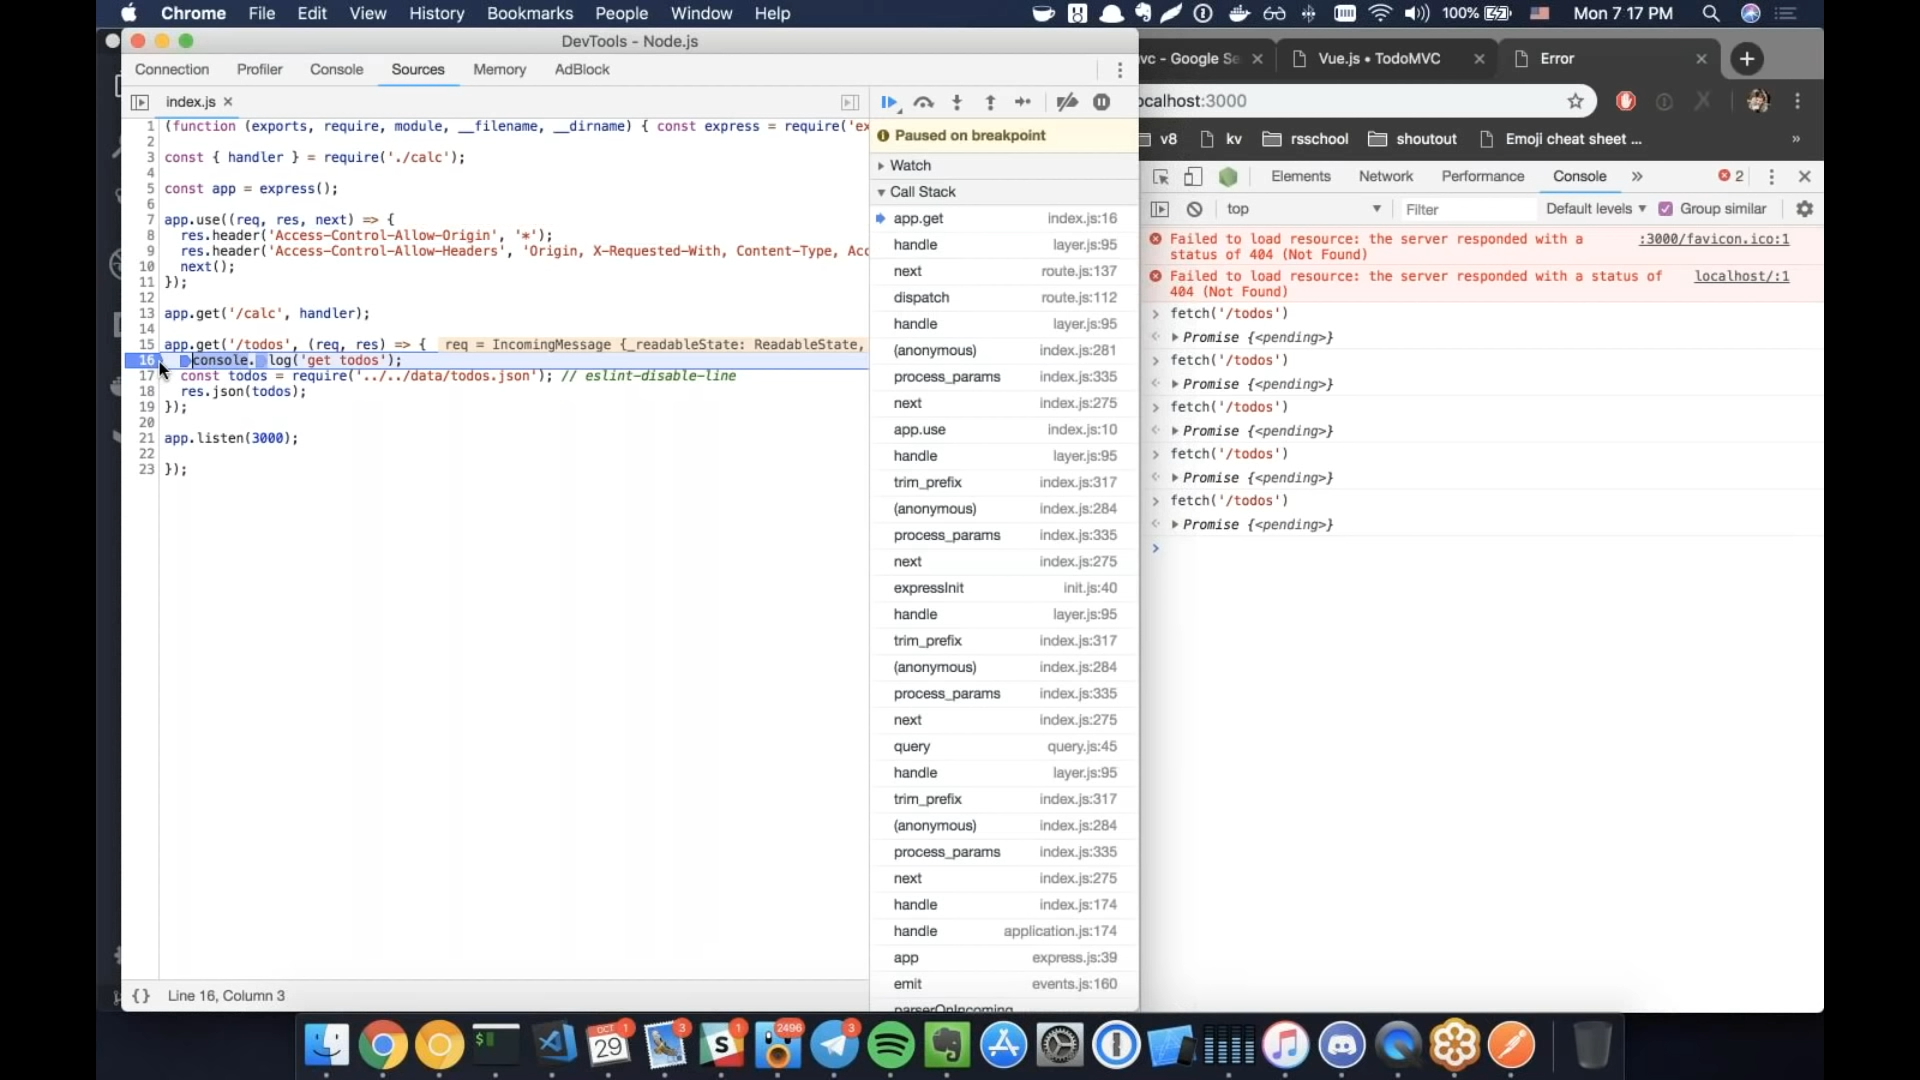 Chrome File Edit View History Bookmarks People Window Help 100% Mon 7 17 PM
DevTools - Node.js
Connection Profiler Console Sources Memory AdBlock
index.js
1 (function (exports, require, module, __filename, __dirname) { const express = require('ex
2
3 const { handler } = require('./calc');
4
5 const app = express();
6
7 app.use((req, res, next) => {
8 res.header('Access-Control-Allow-Origin', '*');
9 res.header('Access-Control-Allow-Headers', 'Origin, X-Requested-With, Content-Type, Acc
10 next();
11 });
12
13 app.get('/calc', handler);
14
15 app.get('/todos', (req, res) => { req = IncomingMessage {_readableState: ReadableState,
16 console.log('get todos');
17 const todos = require('../../data/todos.json'); // eslint-disable-line
18 res.json(todos);
19 });
20
21 app.listen(3000);
22
23 });
{} Line 16, Column 3
Paused on breakpoint
Watch
Call Stack
app.get index.js:16
handle layer.js:95
next route.js:137
dispatch route.js:112
handle layer.js:95
(anonymous) index.js:281
process_params index.js:335
next index.js:275
app.use index.js:10
handle layer.js:95
trim_prefix index.js:317
(anonymous) index.js:284
process_params index.js:335
next index.js:275
expressInit init.js:40
handle layer.js:95
trim_prefix index.js:317
(anonymous) index.js:284
process_params index.js:335
next index.js:275
query query.js:45
handle layer.js:95
trim_prefix index.js:317
(anonymous) index.js:284
process_params index.js:335
next index.js:275
handle index.js:174
handle application.js:174
app express.js:39
emit events.js:160
parserOnIncoming
vc - Google Se Vue.js • TodoMVC Error
ocalhost:3000
v8 kv rsschool shoutout Emoji cheat sheet ... »
Elements Network Performance Console » 2
top Filter Default levels Group similar
Failed to load resource: the server responded with a :3000/favicon.ico:1
status of 404 (Not Found)
Failed to load resource: the server responded with a status of localhost/:1
404 (Not Found)
fetch('/todos')
Promise {<pending>}
fetch('/todos')
Promise {<pending>}
fetch('/todos')
Promise {<pending>}
fetch('/todos')
Promise {<pending>}
fetch('/todos')
Promise {<pending>}
$ OCT 29 1 3 S 1 2496 3